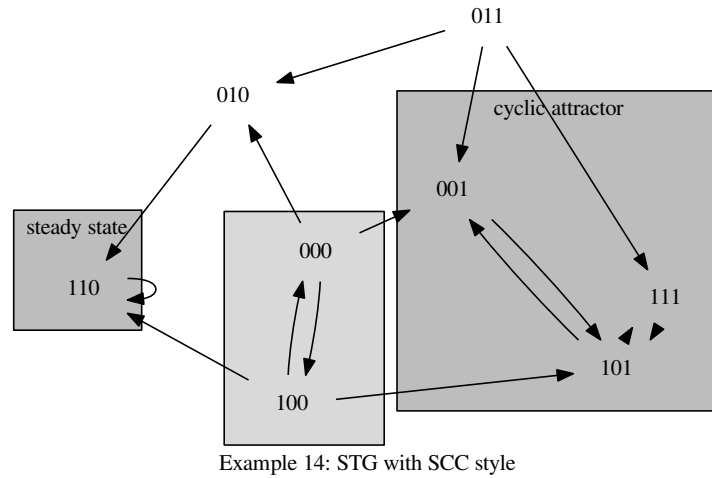 011
010
cyclic attractor
001
steady state
000
110
111
101
100
Example 14: STG with SCC style